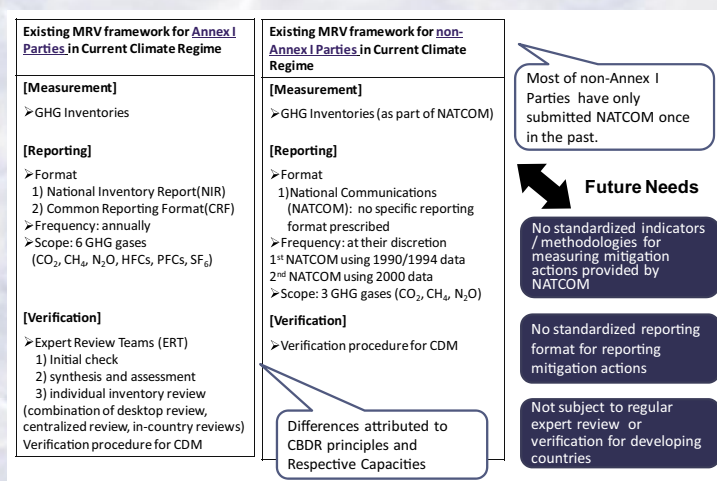 Existing MRV framework for Annex I
Parties in Current Climate Regime
[Measurement]
➢GHG Inventories
[Reporting]
➢Format
1) National Inventory Report(NIR)
2) Common Reporting Format(CRF)
➢Frequency: annually
➢Scope: 6 GHG gases
(CO₂, CH₄, N₂O, HFCs, PFCs, SF₆)
[Verification]
➢Expert Review Teams (ERT)
1) Initial check
2) synthesis and assessment
3) individual inventory review
(combination of desktop review,
centralized review, in-country reviews)
Verification procedure for CDM
Existing MRV framework for non-
Annex I Parties in Current Climate
Regime
[Measurement]
➢GHG Inventories (as part of NATCOM)
[Reporting]
➢Format
1)National Communications
(NATCOM): no specific reporting
format prescribed
➢Frequency: at their discretion
1st NATCOM using 1990/1994 data
2nd NATCOM using 2000 data
➢Scope: 3 GHG gases (CO₂, CH₄, N₂O)
[Verification]
➢Verification procedure for CDM
Differences attributed to
CBDR principles and
Respective Capacities
Most of non-Annex I
Parties have only
submitted NATCOM once
in the past.
Future Needs
No standardized indicators
/ methodologies for
measuring mitigation
actions provided by
NATCOM
No standardized reporting
format for reporting
mitigation actions
Not subject to regular
expert review or
verification for developing
countries